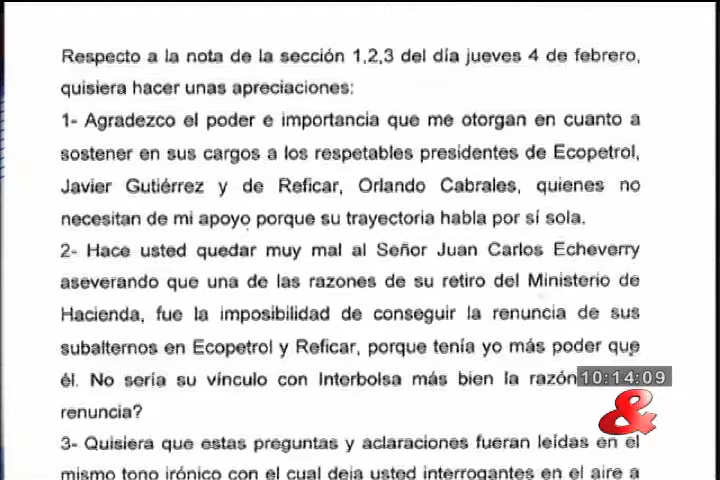 Respecto a la nota de la sección 1,2,3 del día jueves 4 de febrero,
quisiera hacer unas apreciaciones:
1- Agradezco el poder e importancia que me otorgan en cuanto a
sostener en sus cargos a los respetables presidentes de Ecopetrol,
Javier Gutiérrez y de Reficar, Orlando Cabrales, quienes no
necesitan de mi apoyo porque su trayectoria habla por sí sola.
2- Hace usted quedar muy mal al Señor Juan Carlos Echeverry
aseverando que una de las razones de su retiro del Ministerio de
Hacienda, fue la imposibilidad de conseguir la renuncia de sus
subalternos en Ecopetrol y Reficar, porque tenía yo más poder que
él. No sería su vínculo con Interbolsa más bien la razón
10:14:09
renuncia?
&
3- Quisiera que estas preguntas y aclaraciones fueran leídas en el
mismo tono irónico con el cual deja usted interrogantes en el aire a